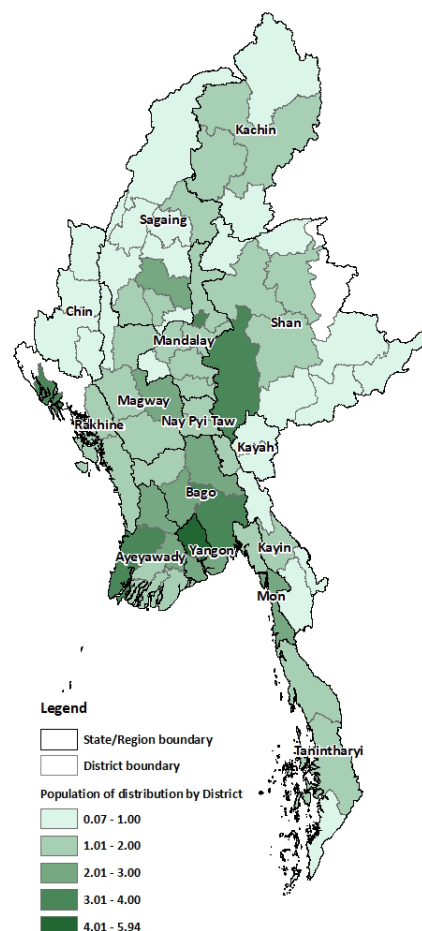 Kachin
Sagaing
Chin
Shan
Mandalay
Magway
Rakhine
Nay Pyi Taw
Kayah
Bago
Ayeyawady
Yangon
Kayin
Mon
Tanintharyi
Legend
State/Region boundary
District boundary
Population of distribution by District
0.07 - 1.00
1.01 - 2.00
2.01 - 3.00
3.01 - 4.00
4.01 - 5.94